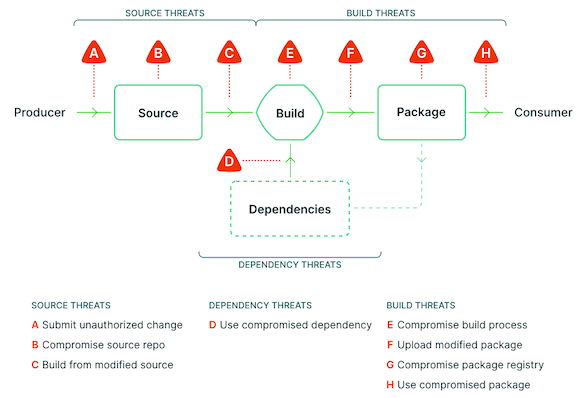 SOURCE THREATS
BUILD THREATS
A
B
C
E
F
G
H
Producer
Source
Build
Package
Consumer
D
Dependencies
DEPENDENCY THREATS
SOURCE THREATS
A Submit unauthorized change
B Compromise source repo
C Build from modified source
DEPENDENCY THREATS
D Use compromised dependency
BUILD THREATS
E Compromise build process
F Upload modified package
G Compromise package registry
H Use compromised package